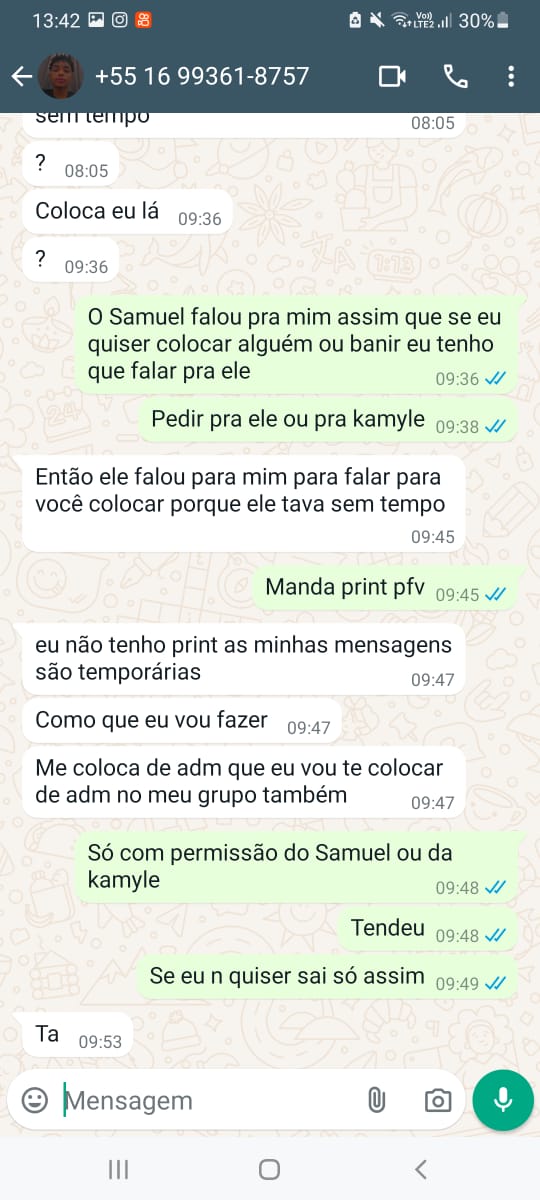 13:42
Vo))
LTE2
30%
+55 16 99361-8757
sem tempo
08:05
?
08:05
Coloca eu lá
09:36
?
09:36
O Samuel falou pra mim assim que se eu
quiser colocar alguém ou banir eu tenho
que falar pra ele
09:36
Pedir pra ele ou pra kamyle
09:38
Então ele falou para mim para falar para
você colocar porque ele tava sem tempo
09:45
Manda print pfv
09:45
eu não tenho print as minhas mensagens
são temporárias
09:47
Como que eu vou fazer
09:47
Me coloca de adm que eu vou te colocar
de adm no meu grupo também
09:47
Só com permissão do Samuel ou da
kamyle
09:48
Tendeu
09:48
Se eu n quiser sai só assim
09:49
Ta
09:53
Mensagem